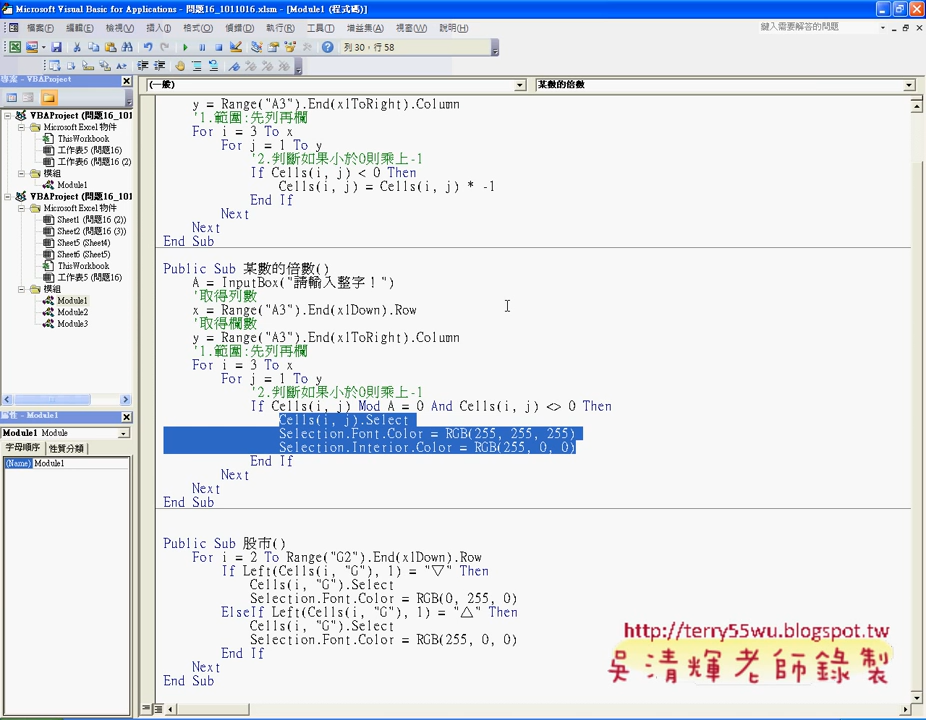 Microsoft Visual Basic for Applications - 問題16_1011016.xlsm - [Module1 (程式碼)]
檔案(F) 編輯(E) 檢視(V) 插入(I) 格式(O) 偵錯(D) 執行(R) 工具(T) 增益集(A) 視窗(W) 說明(H) 鍵入需要解答的問題
列 30，行 58
專案 - VBAProject
(一般) 某數的倍數
VBAProject (問題16_101
Microsoft Excel 物件
ThisWorkbook
工作表5 (問題16)
工作表6 (問題16 (2)
模組
Module1
VBAProject (問題16_101
Microsoft Excel 物件
Sheet1 (問題16 (2))
Sheet2 (問題16 (3))
Sheet5 (Sheet4)
Sheet6 (Sheet5)
ThisWorkbook
工作表5 (問題16)
模組
Module1
Module2
Module3
屬性 - Module1
Module1 Module
字母順序 性質分類
(Name) Module1
y = Range("A3").End(xlToRight).Column
'1.範圍:先列再欄
For i = 3 To x
For j = 1 To y
'2.判斷如果小於0則乘上-1
If Cells(i, j) < 0 Then
Cells(i, j) = Cells(i, j) * -1
End If
Next
Next
End Sub
Public Sub 某數的倍數()
A = InputBox("請輸入整字！")
'取得列數
x = Range("A3").End(xlDown).Row
'取得欄數
y = Range("A3").End(xlToRight).Column
'1.範圍:先列再欄
For i = 3 To x
For j = 1 To y
'2.判斷如果小於0則乘上-1
If Cells(i, j) Mod A = 0 And Cells(i, j) <> 0 Then
Cells(i, j).Select
Selection.Font.Color = RGB(255, 255, 255)
Selection.Interior.Color = RGB(255, 0, 0)
End If
Next
Next
End Sub
Public Sub 股市()
For i = 2 To Range("G2").End(xlDown).Row
If Left(Cells(i, "G"), 1) = "▽" Then
Cells(i, "G").Select
Selection.Font.Color = RGB(0, 255, 0)
ElseIf Left(Cells(i, "G"), 1) = "△" Then
Cells(i, "G").Select
Selection.Font.Color = RGB(255, 0, 0)
End If
Next
End Sub
http://terry55wu.blogspot.tw
吳清輝老師錄製